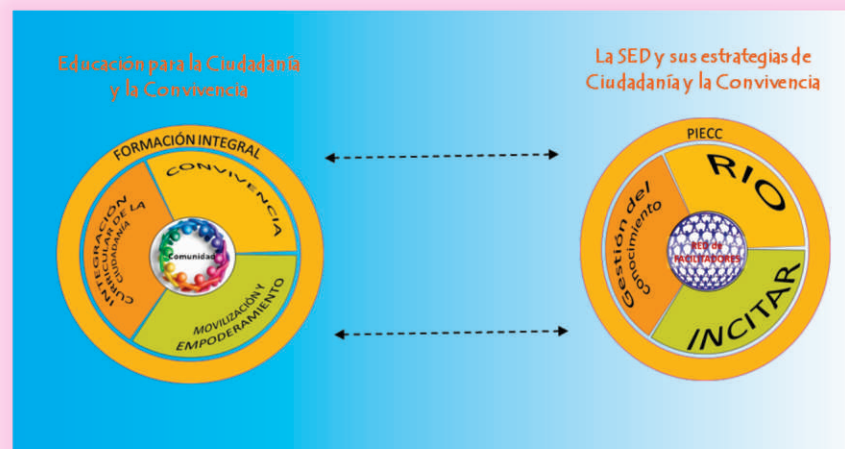 Educación para la Ciudadanía
y la Convivencia
FORMACIÓN INTEGRAL
CONVIVENCIA
INTEGRACIÓN
CURRICULAR DE LA
CIUDADANÍA
Comunidad
MOVILIZACIÓN Y
EMPODERAMIENTO
La SED y sus estrategias de
Ciudadanía y la Convivencia
PIECC
RIO
Gestión del
Conocimiento
RED de
FACILITADORES
INCITAR